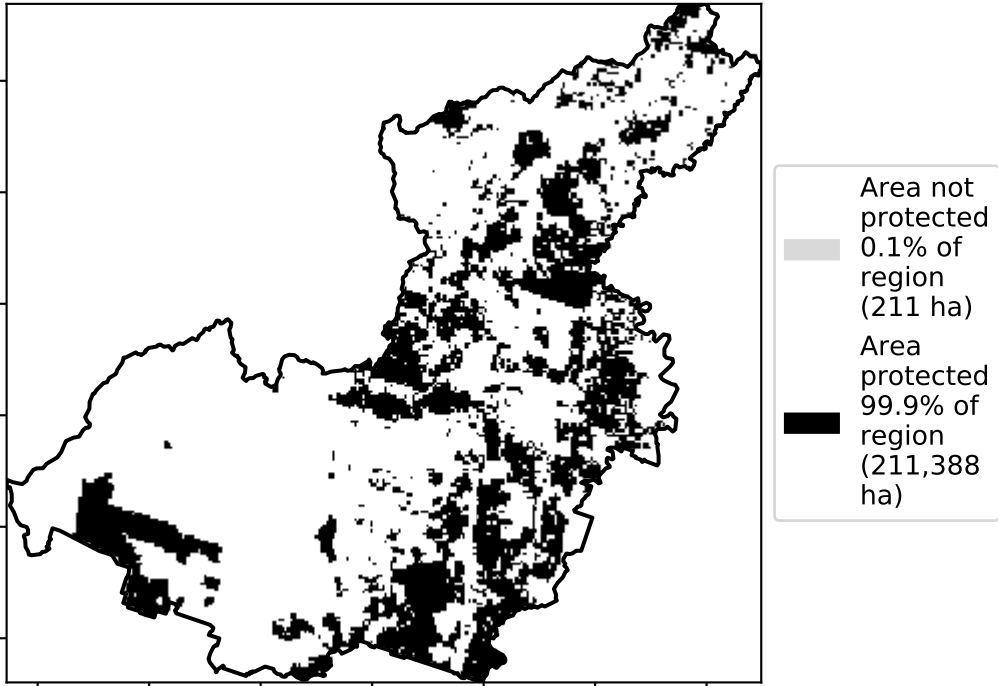 Area not
protected
0.1% of
region
(211 ha)
Area
protected
99.9% of
region
(211,388
ha)